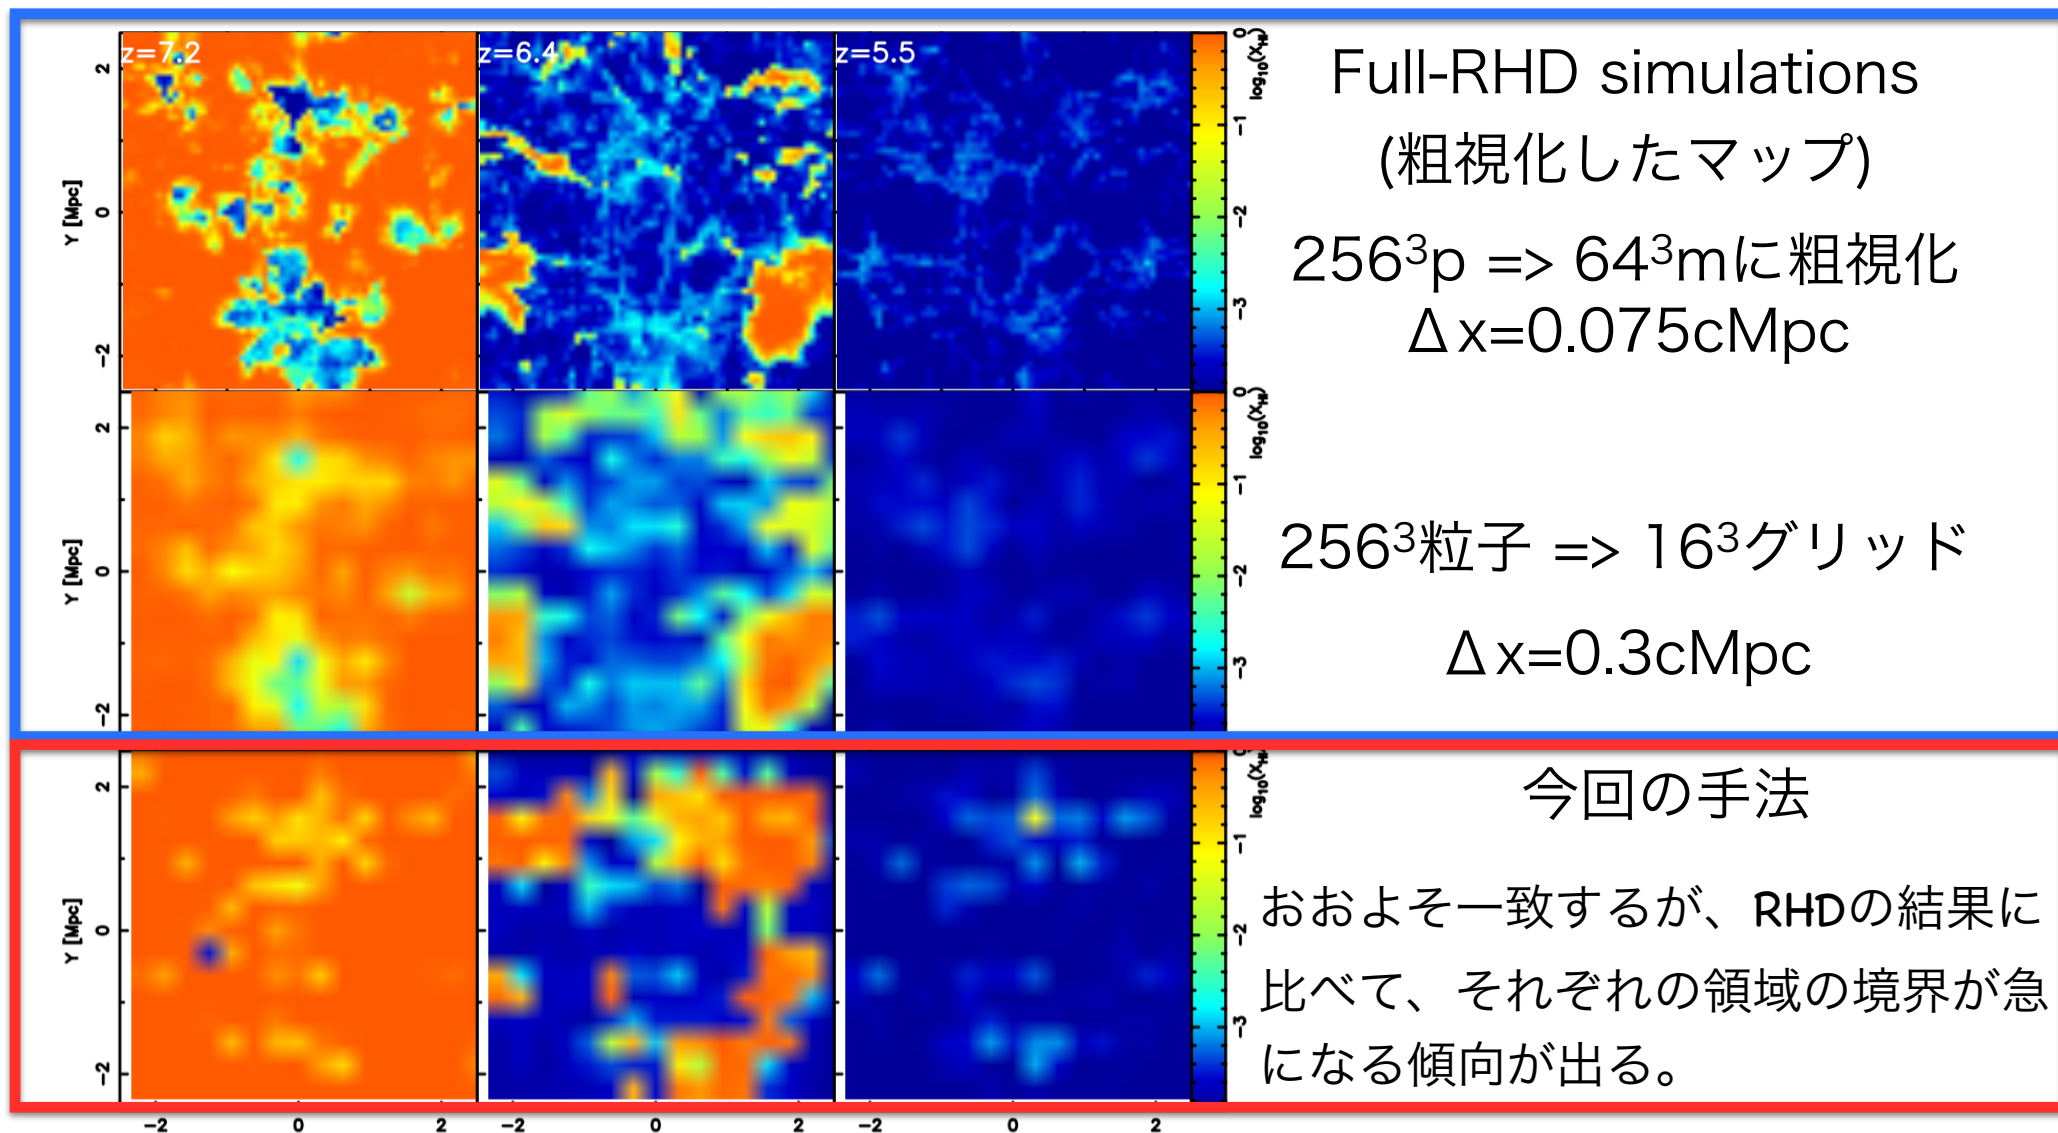 z=7.2 z=6.4 z=5.5
2
0
-2
Y [Mpc]
0
-1
-2
-3
log₁₀(X_HI)
Full-RHD simulations
(粗視化したマップ)
256³p => 64³mに粗視化
Δx=0.075cMpc
2
0
-2
Y [Mpc]
0
-1
-2
-3
log₁₀(X_HI)
256³粒子 => 16³グリッド
Δx=0.3cMpc
2
0
-2
Y [Mpc]
-1
-2
-3
log₁₀(X_HI)
今回の手法
おおよそ一致するが、RHDの結果に
比べて、それぞれの領域の境界が急
になる傾向が出る。
-2 0 2 -2 0 2 -2 0 2